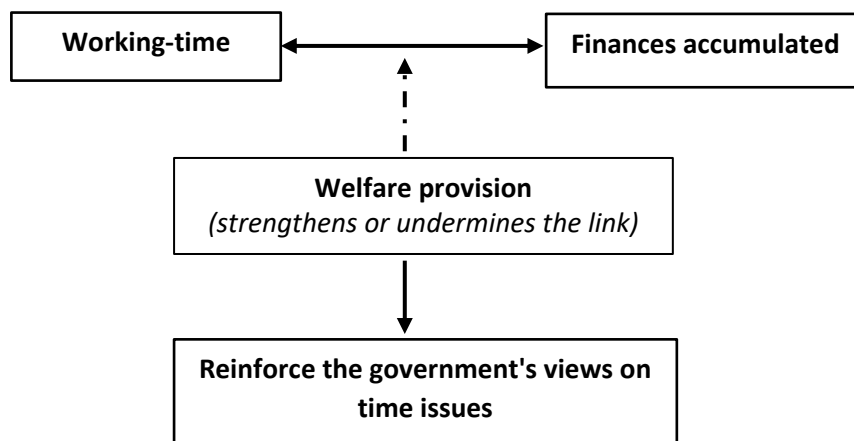 Working-time
Finances accumulated
Welfare provision
(strengthens or undermines the link)
Reinforce the government's views on
time issues